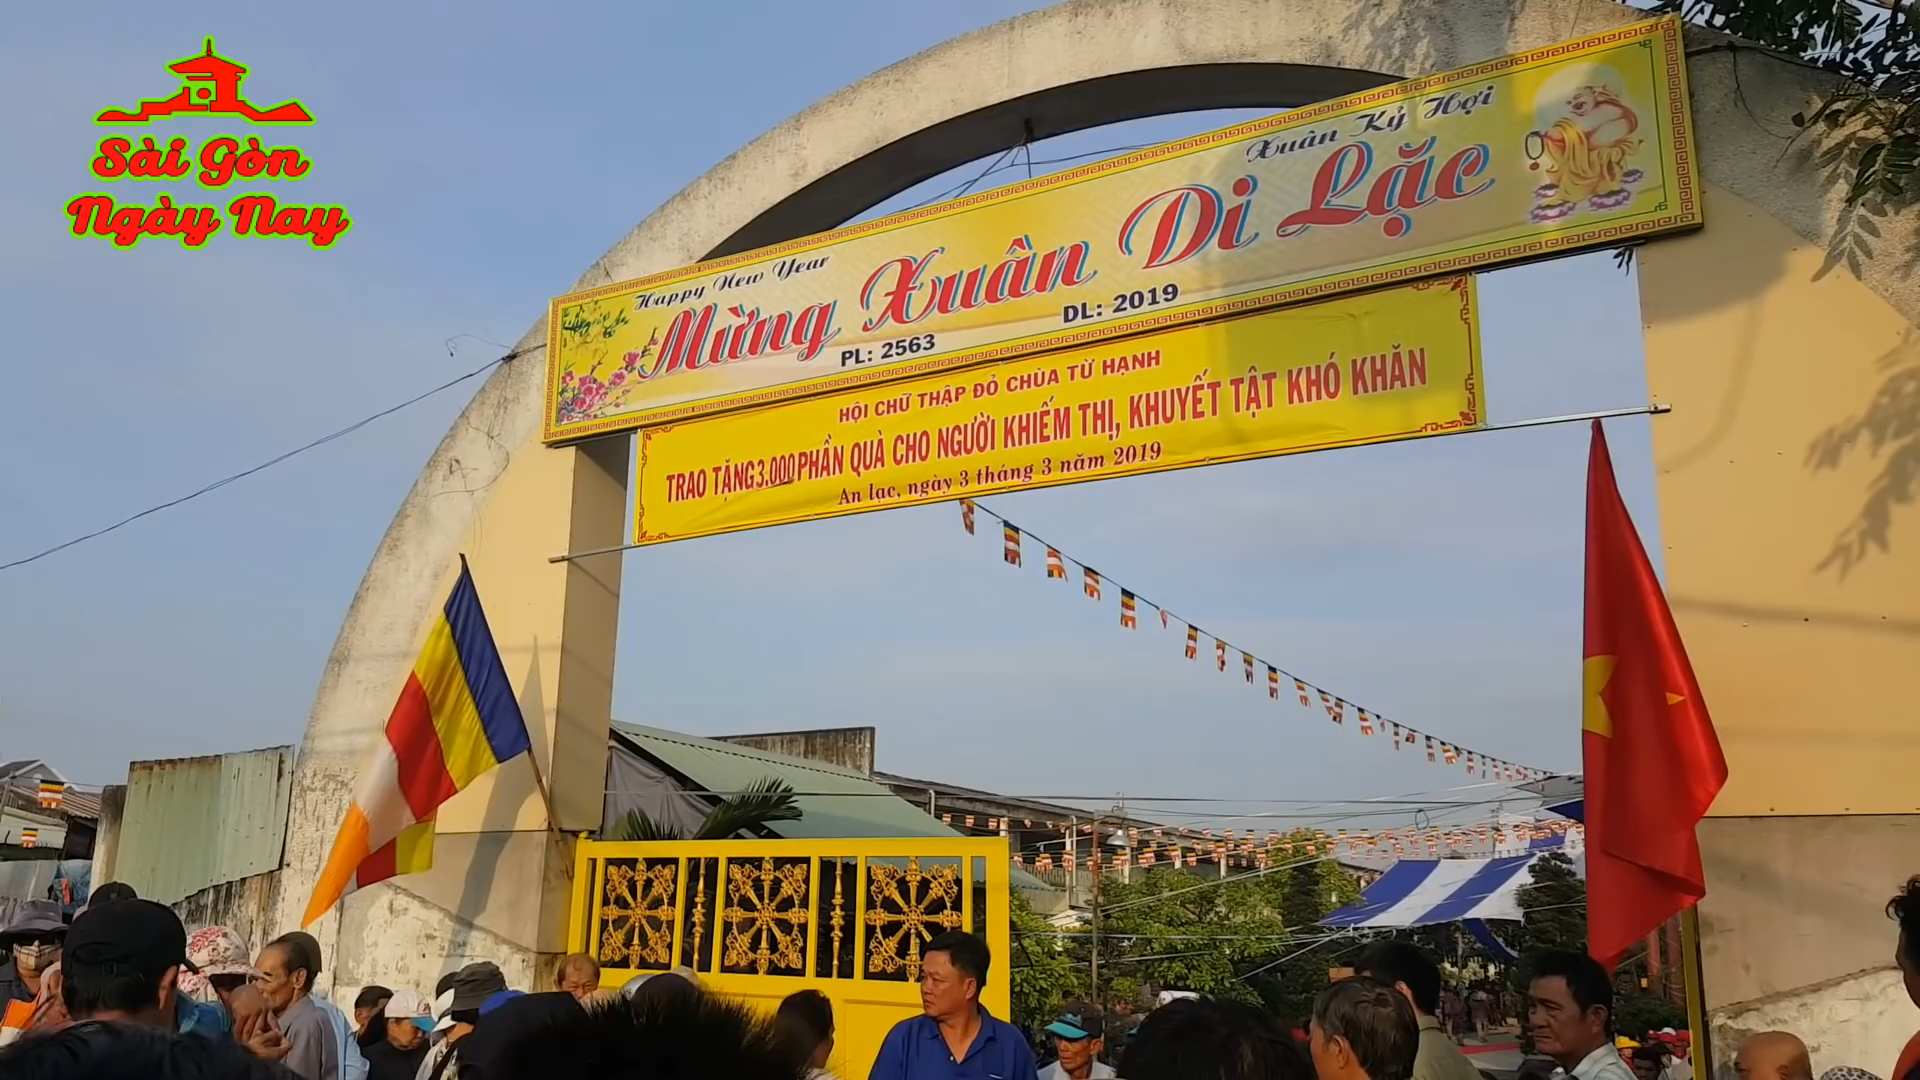 Sài Gòn
Ngày Nay
Happy New Year
Xuân Kỷ Hợi
Mừng Xuân Di Lặc
PL: 2563
DL: 2019
HỘI CHỮ THẬP ĐỎ CHÙA TỪ HẠNH
TRAO TẶNG 3.000 PHẦN QUÀ CHO NGƯỜI KHIẾM THỊ, KHUYẾT TẬT KHÓ KHĂN
An lạc, ngày 3 tháng 3 năm 2019